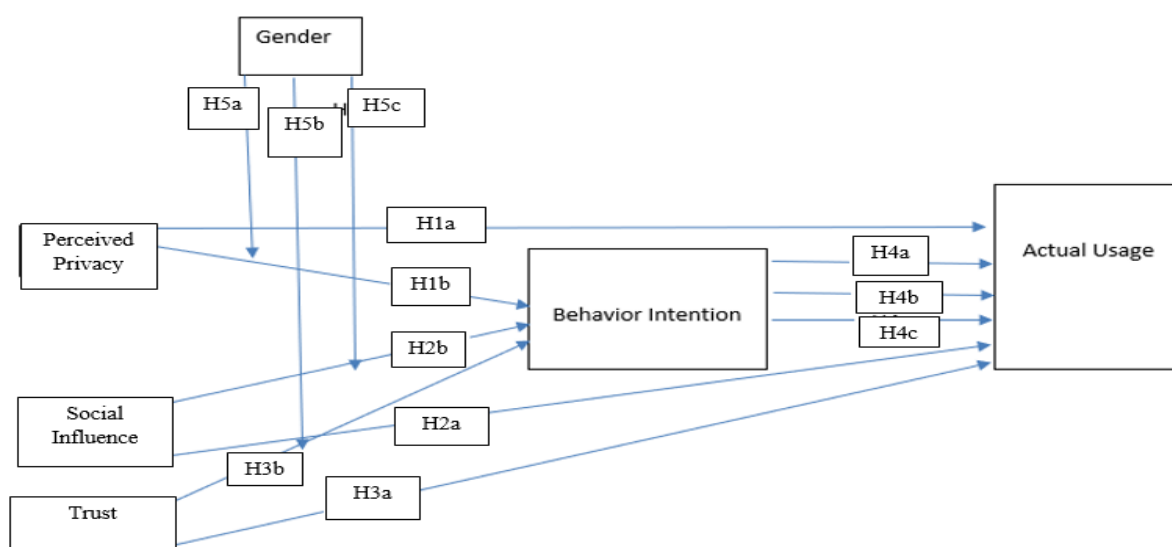 Gender
H5a
H5b
H5c
H1a
Perceived
Privacy
H1b
Actual Usage
H4a
H4b
H4c
Behavior Intention
H2b
Social
Influence
H2a
H3b
H3a
Trust